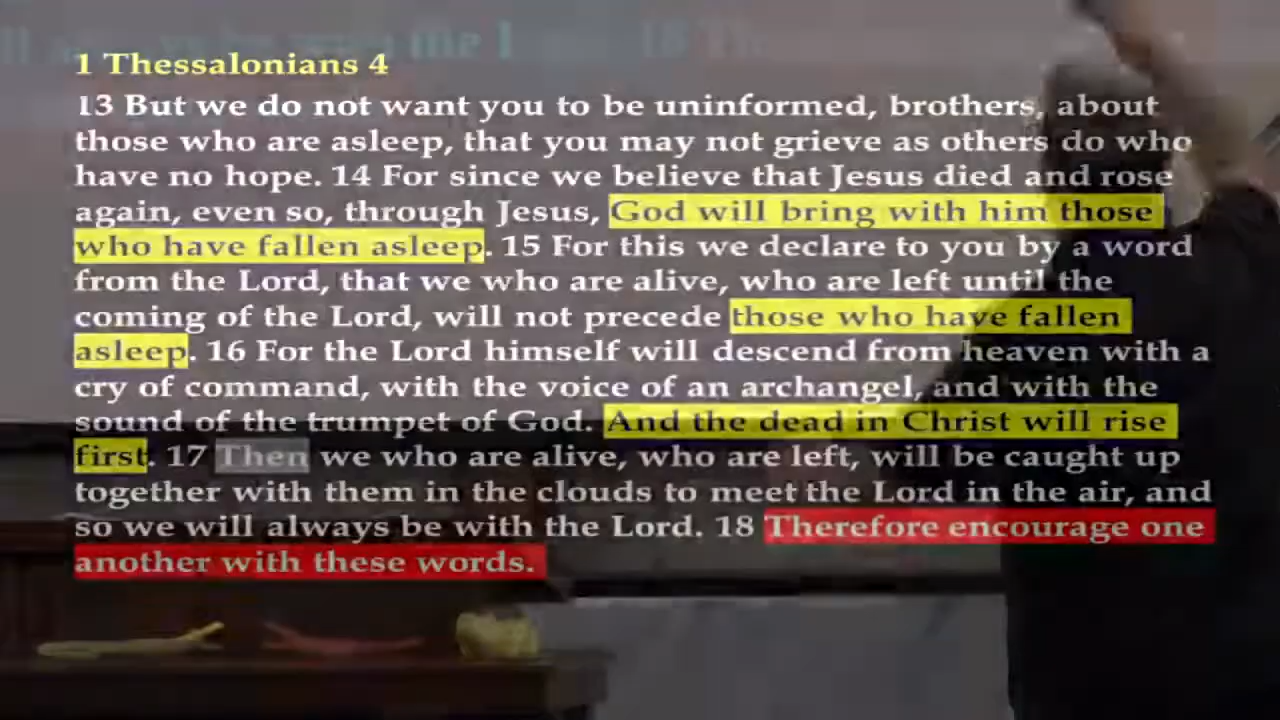 1 Thessalonians 4
13 But we do not want you to be uninformed, brothers, about
those who are asleep, that you may not grieve as others do who
have no hope. 14 For since we believe that Jesus died and rose
again, even so, through Jesus, God will bring with him those
who have fallen asleep. 15 For this we declare to you by a word
from the Lord, that we who are alive, who are left until the
coming of the Lord, will not precede those who have fallen
asleep. 16 For the Lord himself will descend from heaven with a
cry of command, with the voice of an archangel, and with the
sound of the trumpet of God. And the dead in Christ will rise
first. 17 Then we who are alive, who are left, will be caught up
together with them in the clouds to meet the Lord in the air, and
so we will always be with the Lord. 18 Therefore encourage one
another with these words.